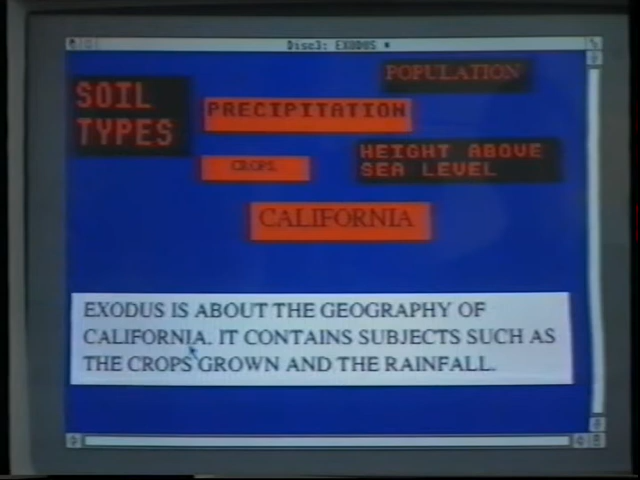 Disc3: EXODUS *
POPULATION
SOIL
TYPES
PRECIPITATION
HEIGHT ABOVE
SEA LEVEL
CROPS
CALIFORNIA
EXODUS IS ABOUT THE GEOGRAPHY OF
CALIFORNIA. IT CONTAINS SUBJECTS SUCH AS
THE CROPS GROWN AND THE RAINFALL.